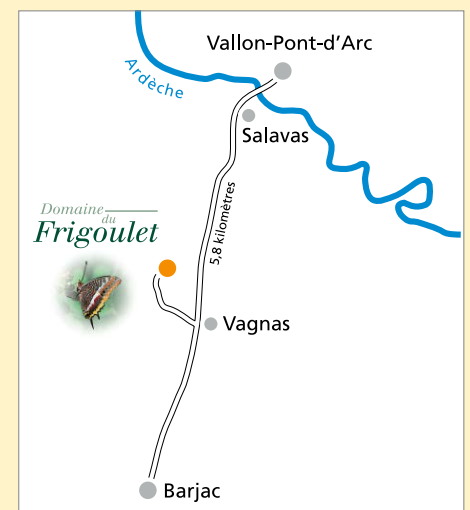 Vallon-Pont-d'Arc
Ardèche
Salavas
5,8 kilomètres
Domaine
du
Frigoulet
Vagnas
Barjac